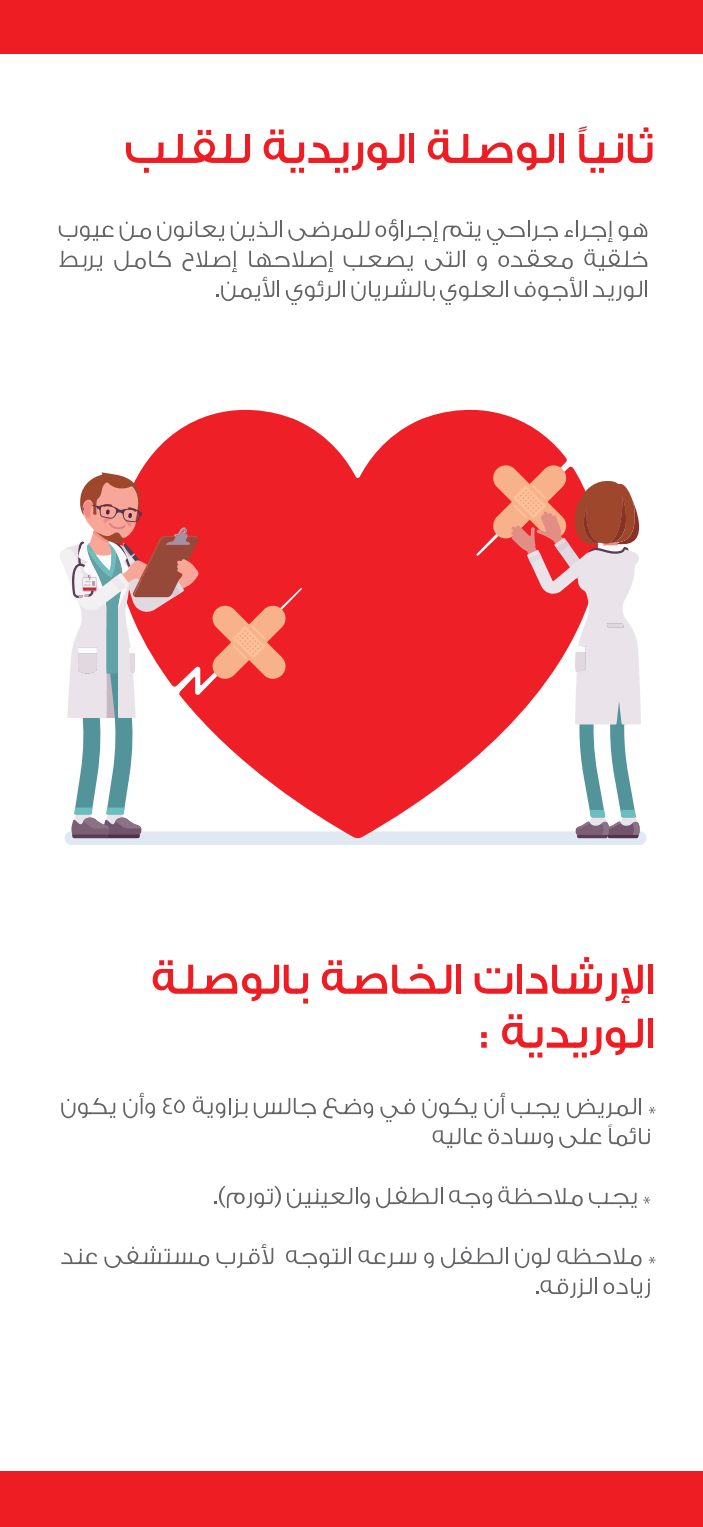 ثانياً الوصلة الوريدية للقلب
هو إجراء جراحي يتم إجراؤه للمرضى الذين يعانون من عيوب
خلقية معقده و التى يصعب إصلاحها إصلاح كامل يربط
الوريد الأجوف العلوي بالشريان الرئوي الأيمن.
الإرشادات الخاصة بالوصلة
الوريدية :
* المريض يجب أن يكون في وضع جالس بزاوية ٤٥ وأن يكون
نائماً على وسادة عاليه
* يجب ملاحظة وجه الطفل والعينين (تورم).
* ملاحظه لون الطفل و سرعه التوجه لأقرب مستشفى عند
زياده الزرقه.